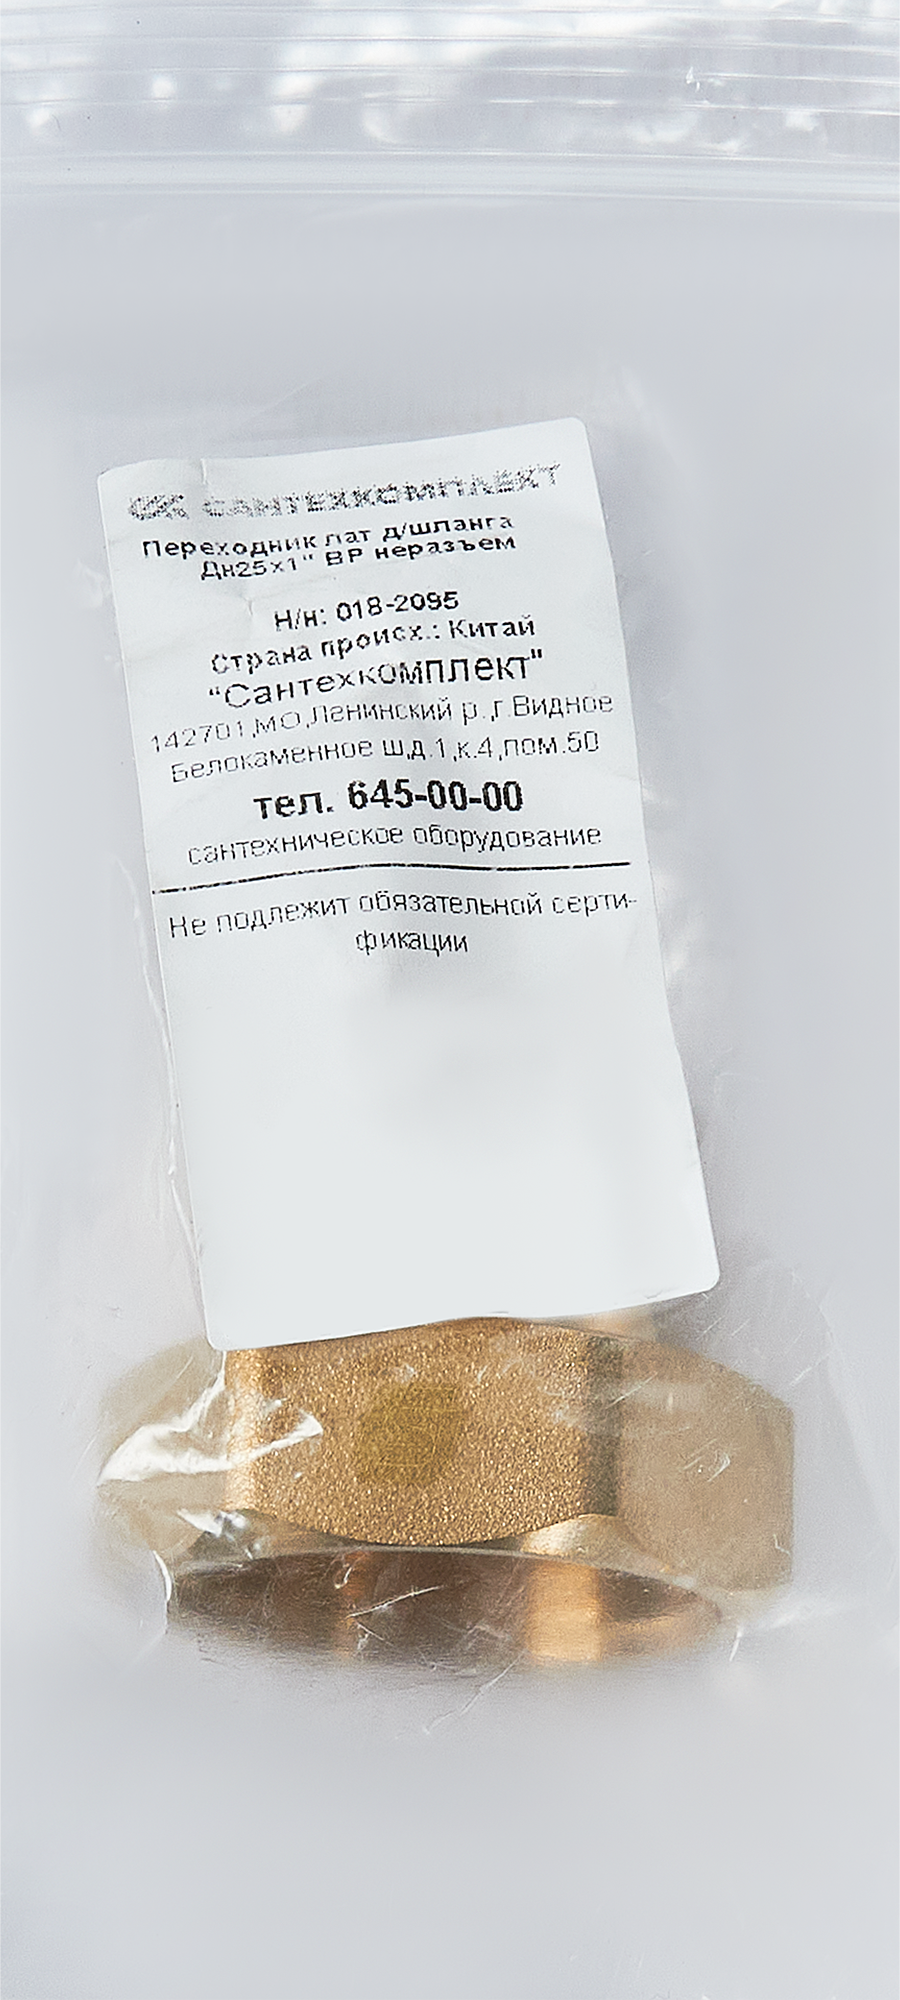 СК САНТЕХКОМПЛЕКТ
Переходник лат д/шланга
Дн25х1" ВР неразъем
Н/н: 018-2095
Страна происх.: Китай
"Сантехкомплект"
142701,МО,Ленинский р.,г.Видное
Белокаменное ш,д.1,к.4,пом.50
тел. 645-00-00
сантехническое оборудование
Не подлежит обязательной серти-
фикации